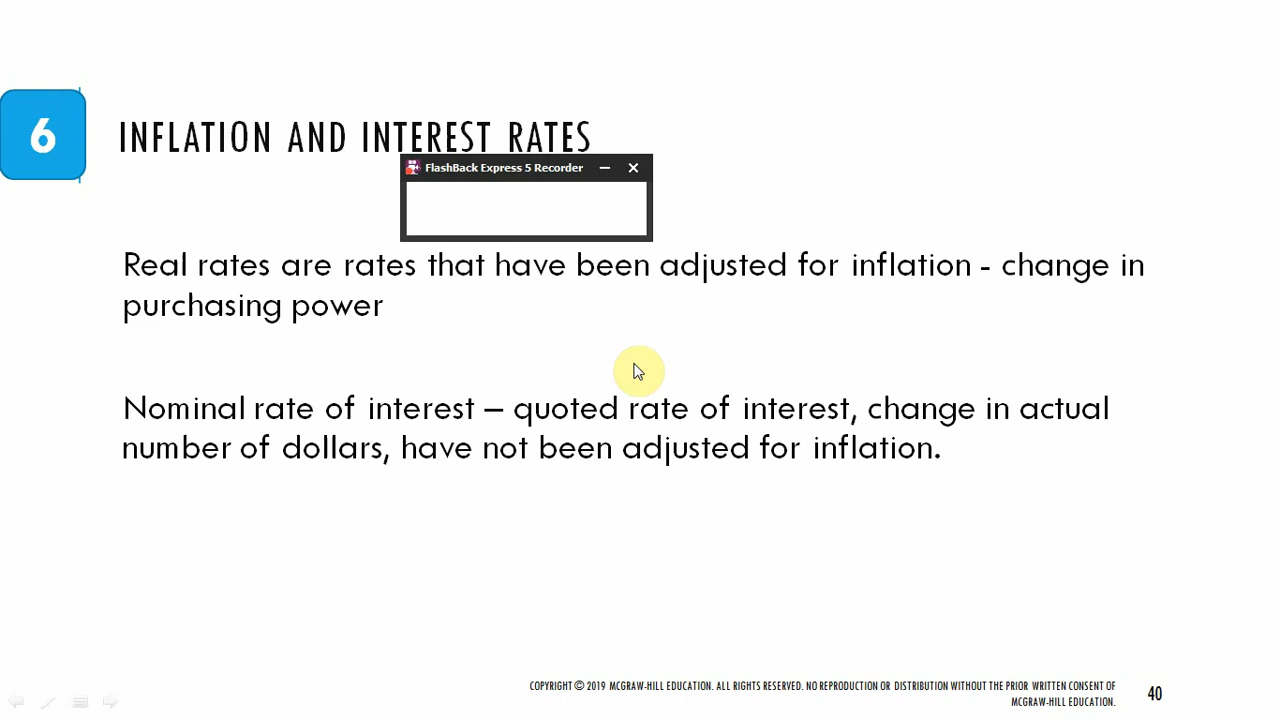 6
INFLATION AND INTEREST RATES
FlashBack Express 5 Recorder
Real rates are rates that have been adjusted for inflation - change in
purchasing power
Nominal rate of interest – quoted rate of interest, change in actual
number of dollars, have not been adjusted for inflation.
COPYRIGHT © 2019 MCGRAW-HILL EDUCATION. ALL RIGHTS RESERVED. NO REPRODUCTION OR DISTRIBUTION WITHOUT THE PRIOR WRITTEN CONSENT OF
MCGRAW-HILL EDUCATION.
40